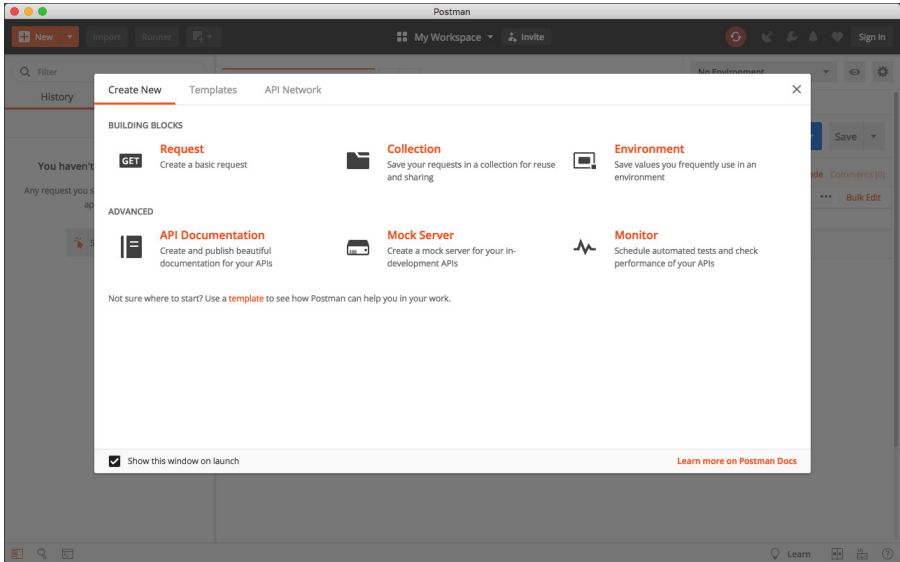 Postman
New
Import
Runner
My Workspace
Invite
Sign In
Filter
No Environment
History
Save
You haven't
Any request you s
ap
S
Comments (0)
Bulk Edit
Create New
Templates
API Network
BUILDING BLOCKS
GET
Request
Create a basic request
Collection
Save your requests in a collection for reuse
and sharing
Environment
Save values you frequently use in an
environment
ADVANCED
API Documentation
Create and publish beautiful
documentation for your APIs
Mock Server
Create a mock server for your in-
development APIs
Monitor
Schedule automated tests and check
performance of your APIs
Not sure where to start? Use a template to see how Postman can help you in your work.
Show this window on launch
Learn more on Postman Docs
Learn